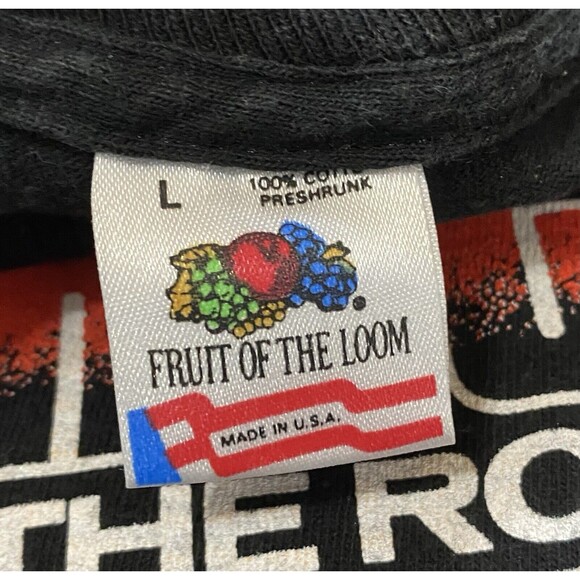 L
100% COTTON
PRESHRUNK
®
FRUIT OF THE LOOM
MADE IN U.S.A.
THE RO